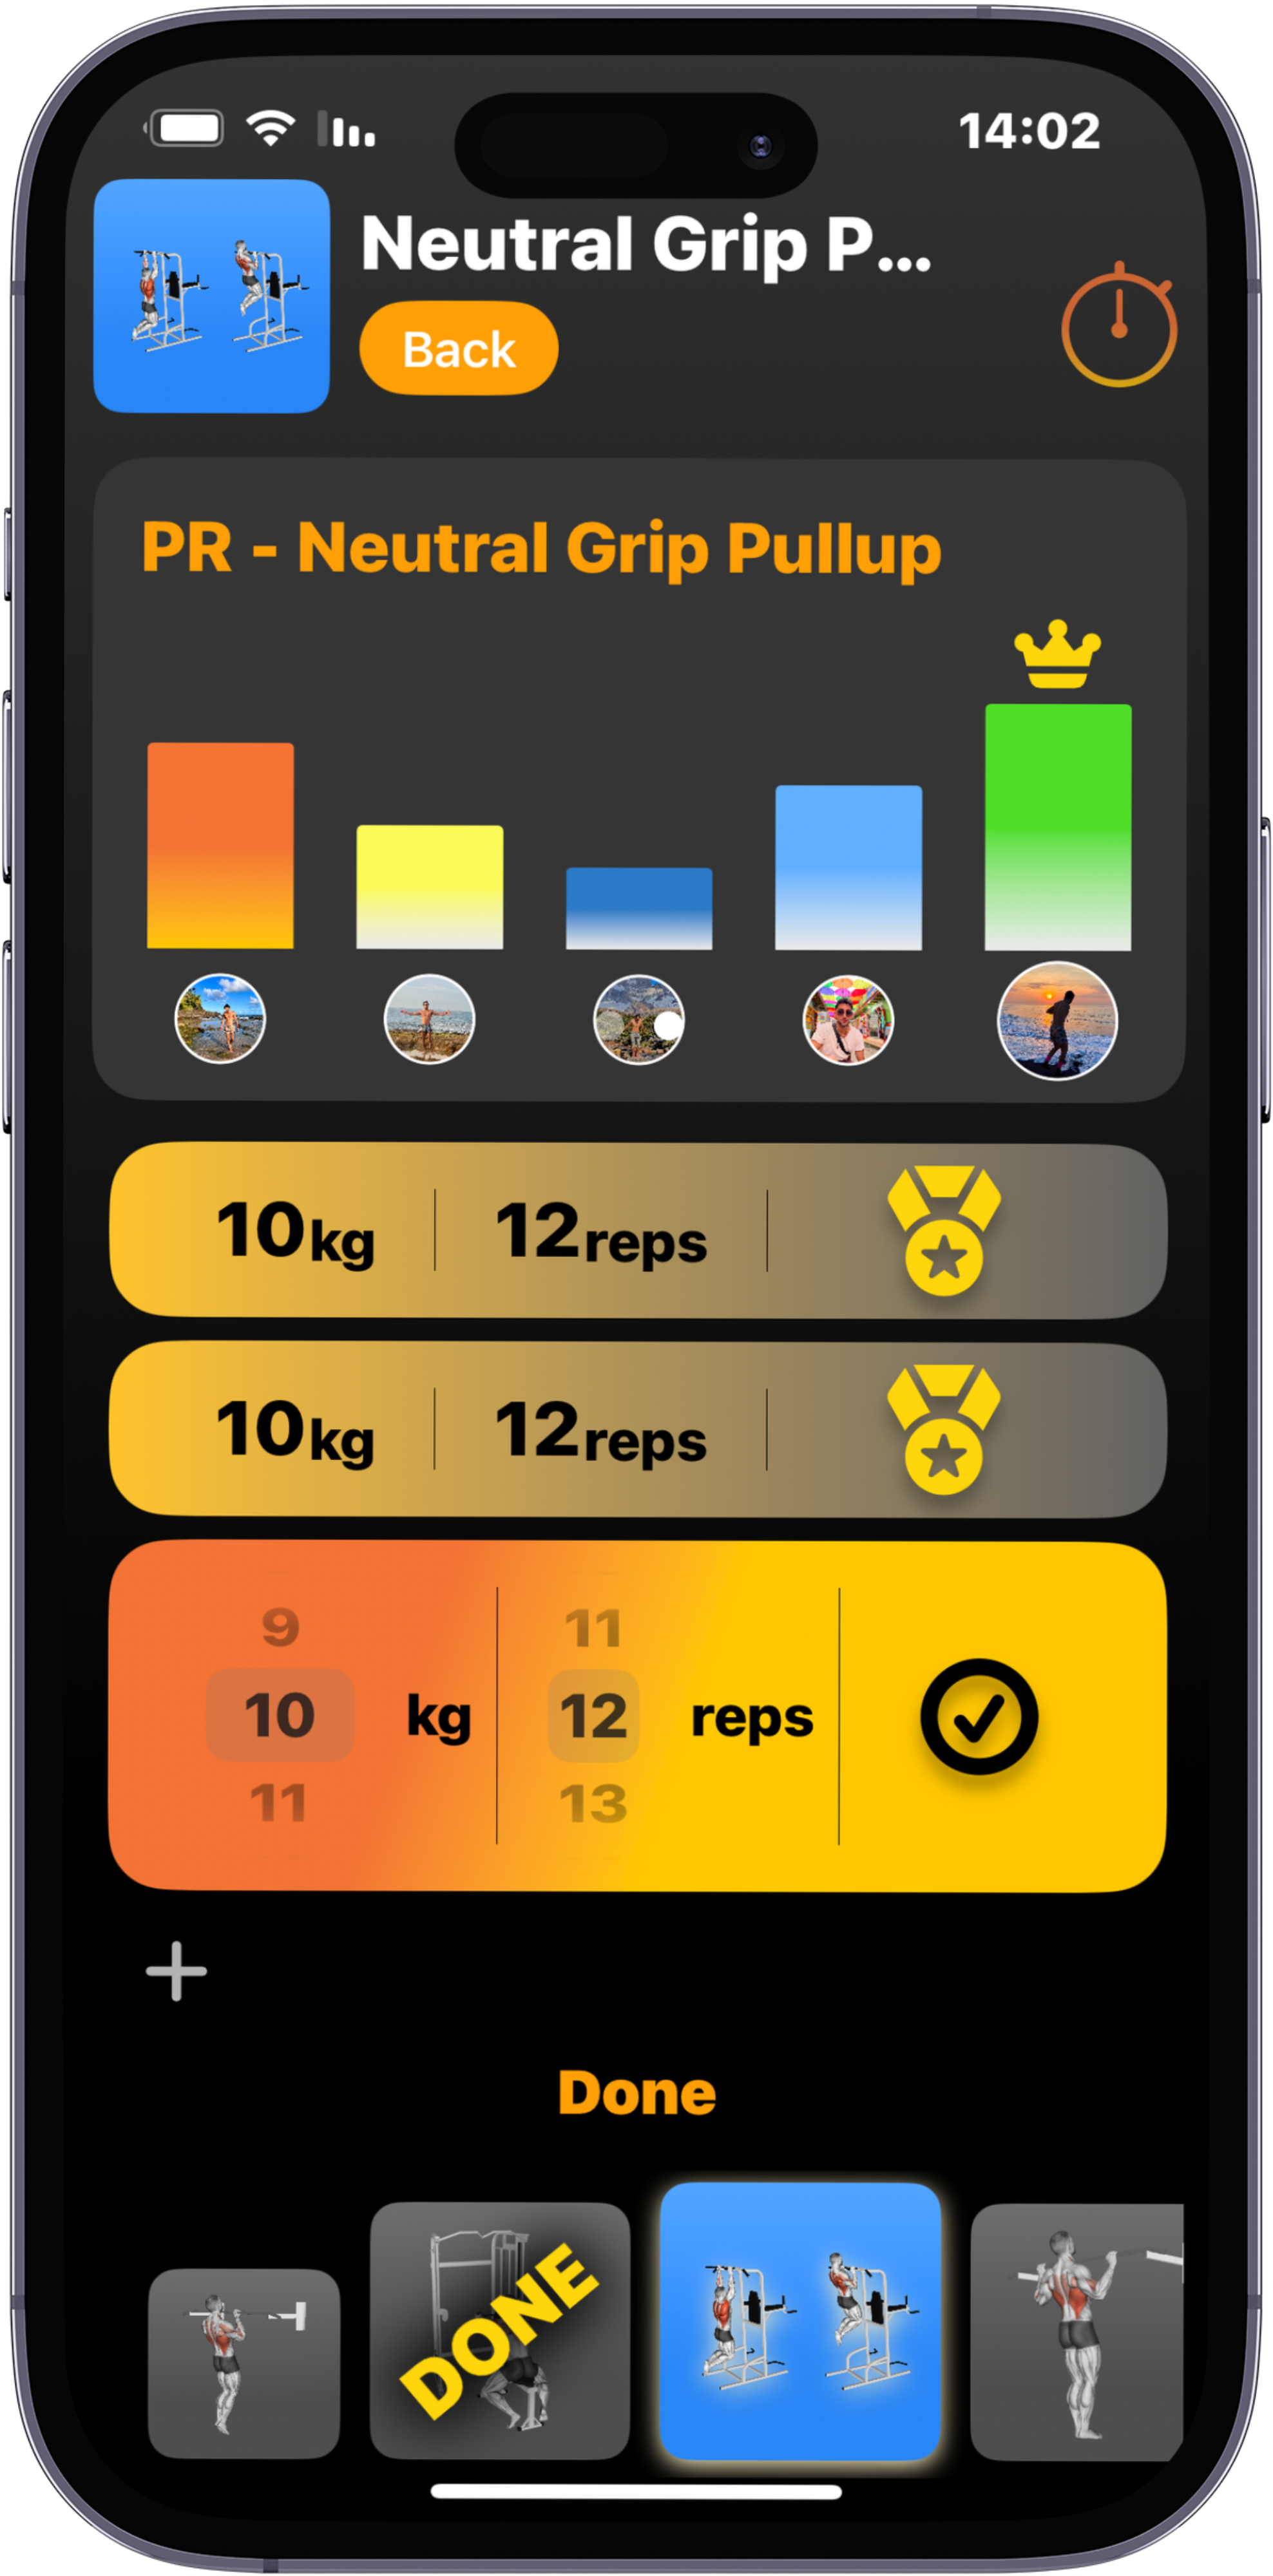 14:02
Neutral Grip P...
Back
PR - Neutral Grip Pullup
10kg 12reps
10kg 12reps
9 11
10 kg 12 reps
11 13
Done
DONE